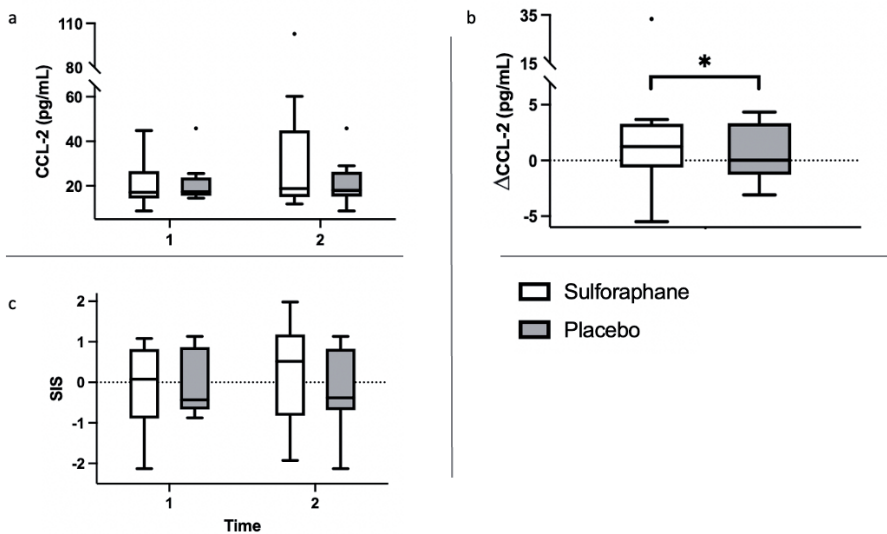 a
CCL-2 (pg/mL)
110
80
60
40
20
1
2
b
ΔCCL-2 (pg/mL)
35
15
5
0
-5
*
Sulforaphane
Placebo
c
SIS
2
1
0
-1
-2
1
2
Time